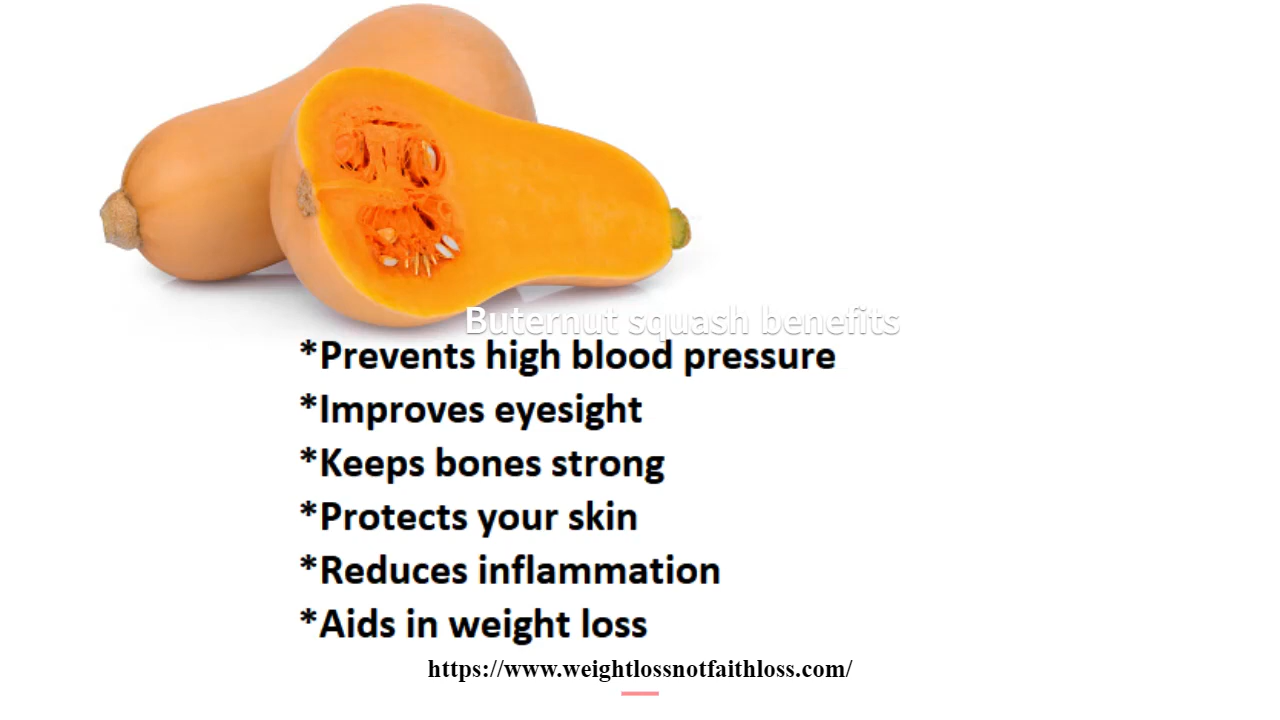 Buternut squash benefits
*Prevents high blood pressure
*Improves eyesight
*Keeps bones strong
*Protects your skin
*Reduces inflammation
*Aids in weight loss
https://www.weightlossnotfaithloss.com/